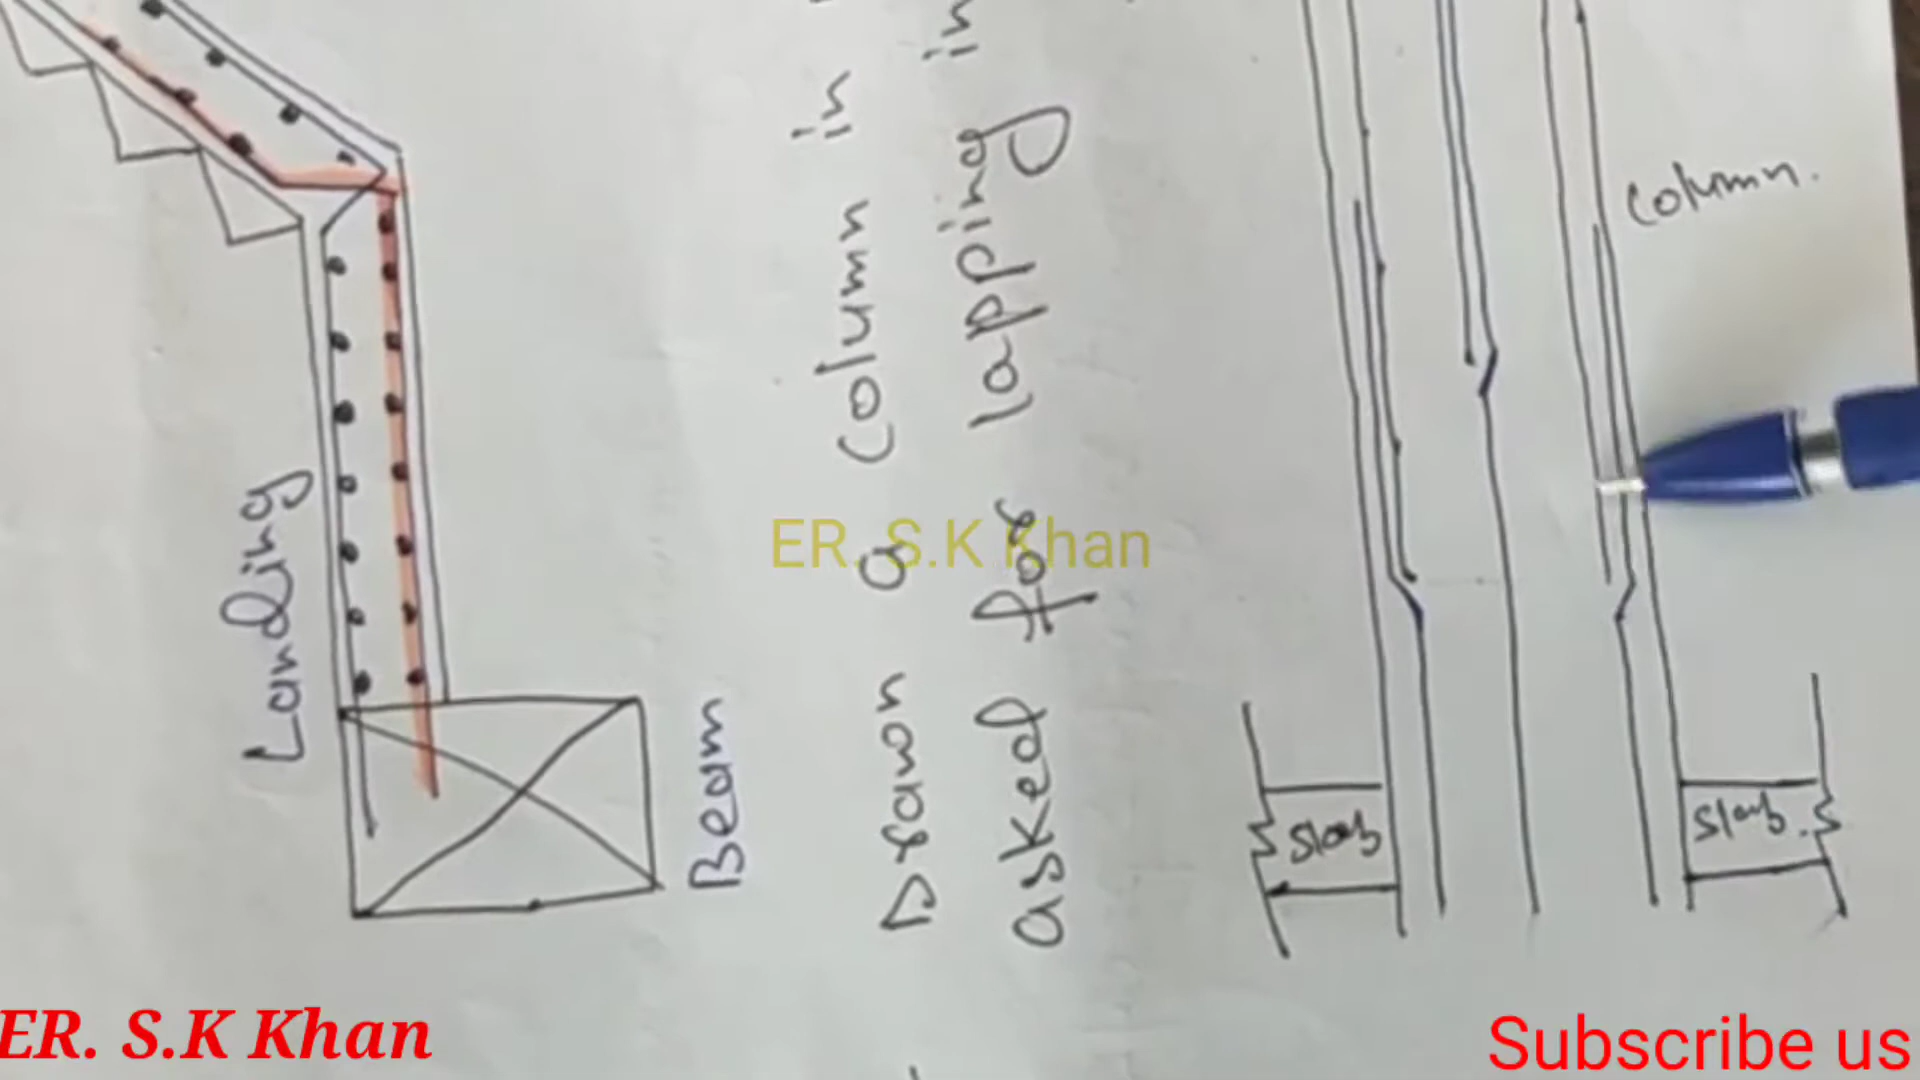 Landing
Beam
Drawn a column in
asked for lapping in
column.
slab
slab.
ER. S.K Khan
ER. S.K Khan
Subscribe us